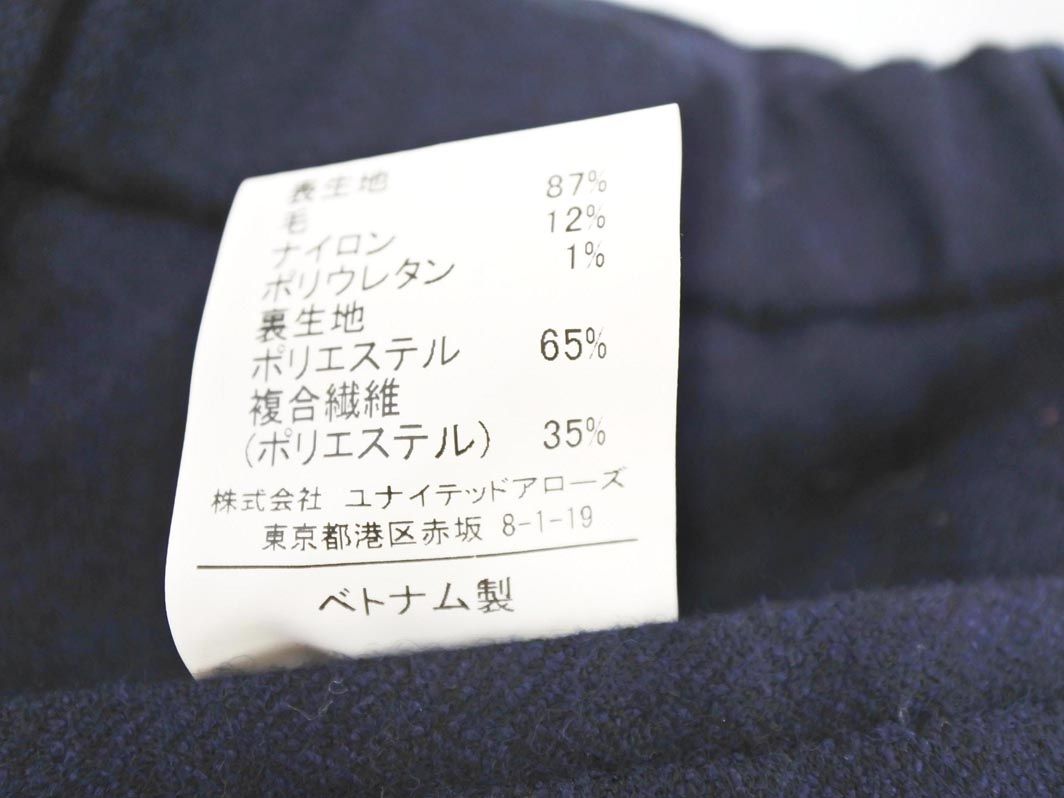 表生地
毛 87%
ナイロン 12%
ポリウレタン 1%
裏生地
ポリエステル 65%
複合繊維
(ポリエステル) 35%
株式会社 ユナイテッドアローズ
東京都港区赤坂 8-1-19
ベトナム製